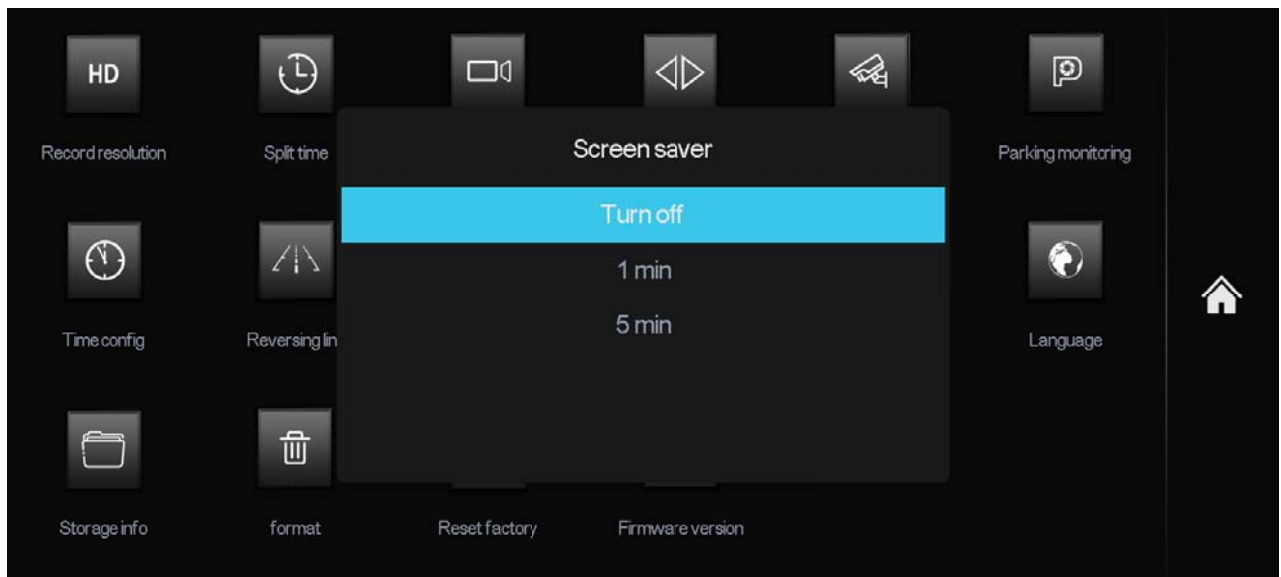 HD
Record resolution
Split time
Parking monitoring
Screen saver
Turn off
1 min
5 min
Time config
Reversing lin
Language
Storage info
format
Reset factory
Firmware version